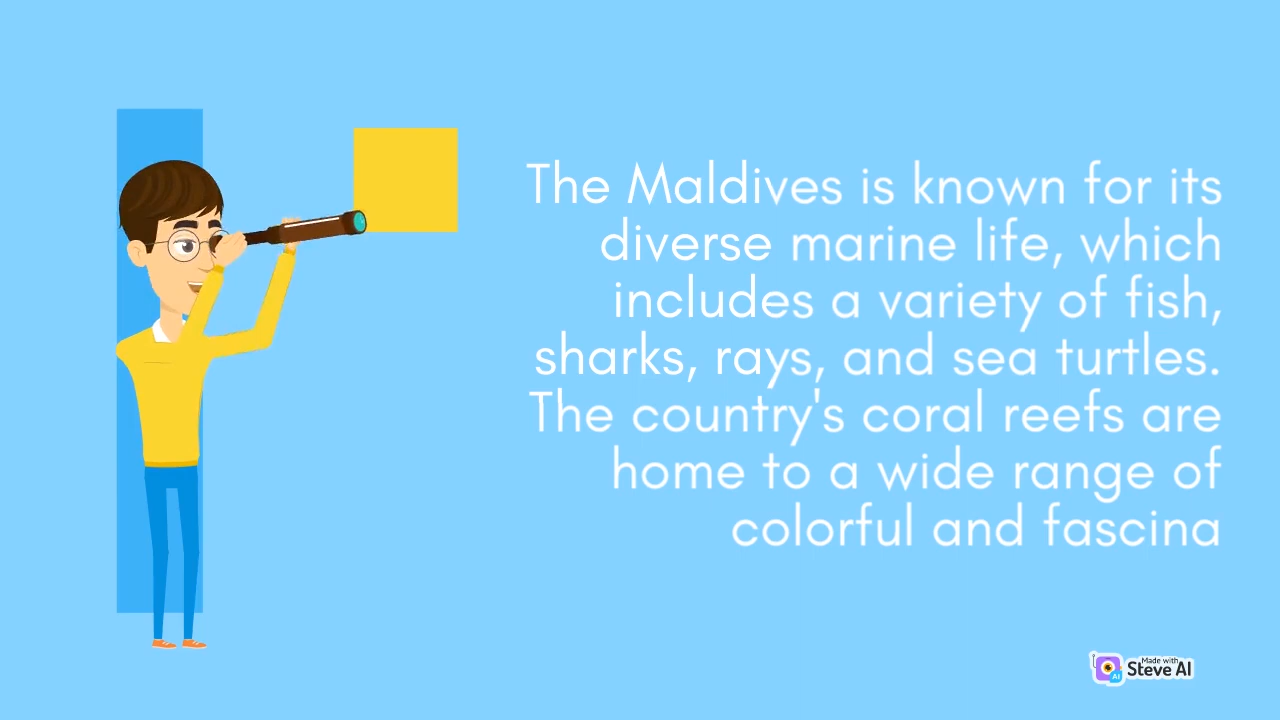 The Maldives is known for its
diverse marine life, which
includes a variety of fish,
sharks, rays, and sea turtles.
The country's coral reefs are
home to a wide range of
colorful and fascina
Made with
Steve AI
AI